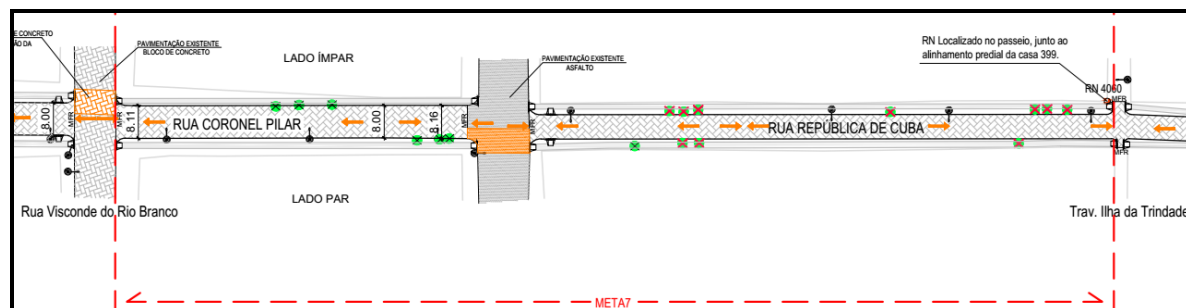 E CONCRETO
ÃO DA
PAVIMENTAÇÃO EXISTENTE
BLOCO DE CONCRETO
LADO ÍMPAR
PAVIMENTAÇÃO EXISTENTE
ASFALTO
RN Localizado no passeio, junto ao
alinhamento predial da casa 399.
RN 4060
MFR
8.00
MFR
MFR
8.11
RUA CORONEL PILAR
8.00
8.16
MFR
MFR
RUA REPÚBLICA DE CUBA
MFR
LADO PAR
Rua Visconde do Rio Branco
Trav. Ilha da Trindade
META7